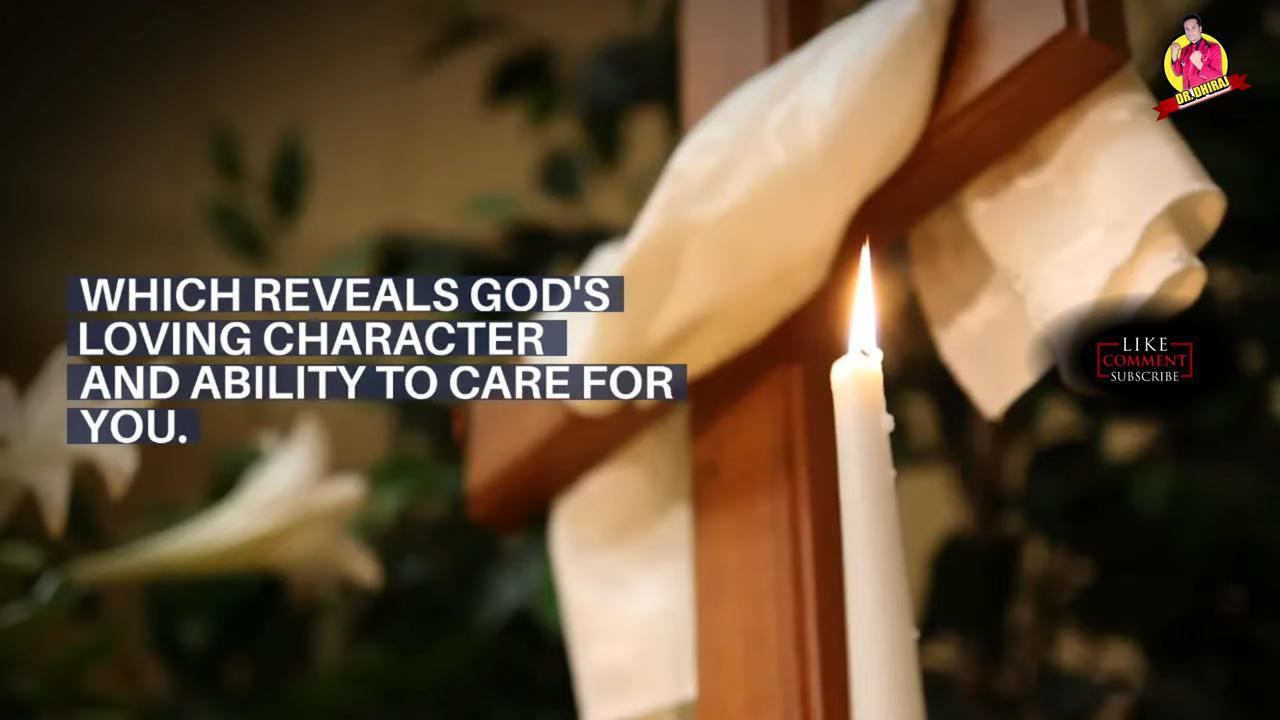 WHICH REVEALS GOD'S
LOVING CHARACTER
AND ABILITY TO CARE FOR
YOU.
DR. DHIRAJ
LIKE
COMMENT
SUBSCRIBE